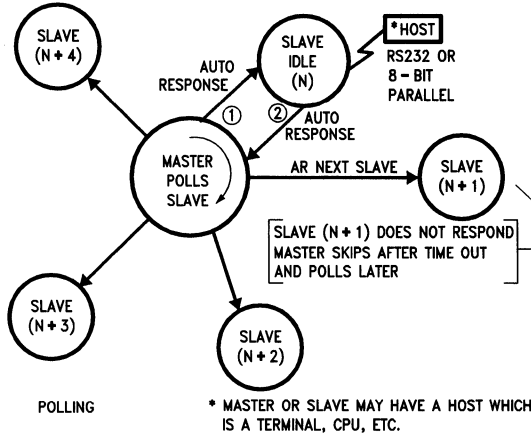 SLAVE
(N + 4)
SLAVE
IDLE
(N)
* HOST
RS232 OR
8 - BIT
PARALLEL
AUTO
RESPONSE
①
②
AUTO
RESPONSE
MASTER
POLLS
SLAVE
AR NEXT SLAVE
SLAVE
(N + 1)
[SLAVE (N + 1) DOES NOT RESPOND
MASTER SKIPS AFTER TIME OUT
AND POLLS LATER]
SLAVE
(N + 3)
SLAVE
(N + 2)
POLLING
* MASTER OR SLAVE MAY HAVE A HOST WHICH
IS A TERMINAL, CPU, ETC.